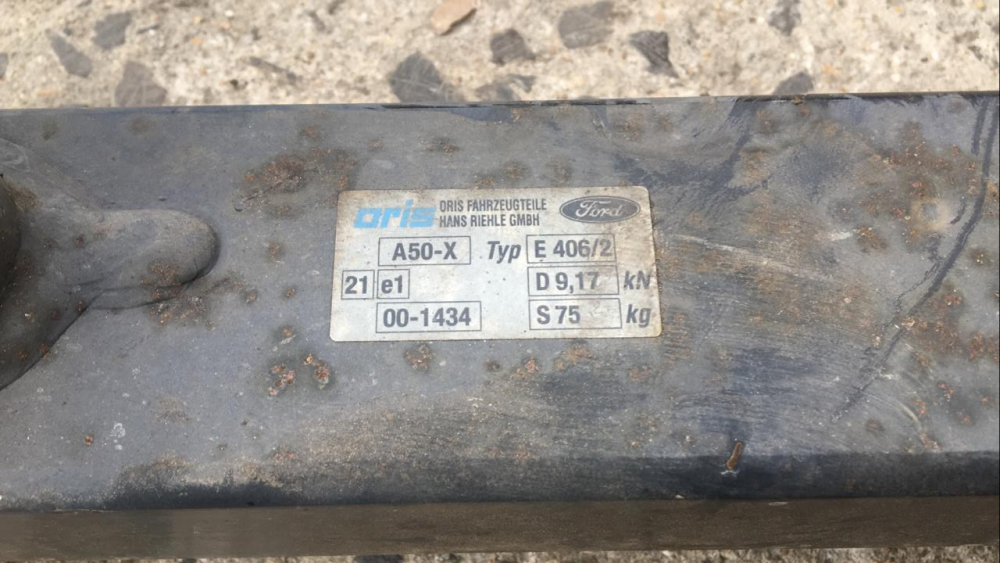 oris ORIS FAHRZEUGTEILE
HANS RIEHLE GMBH
Ford
A50-X Typ E 406/2
21 e1 D 9,17 kN
00-1434 S 75 kg